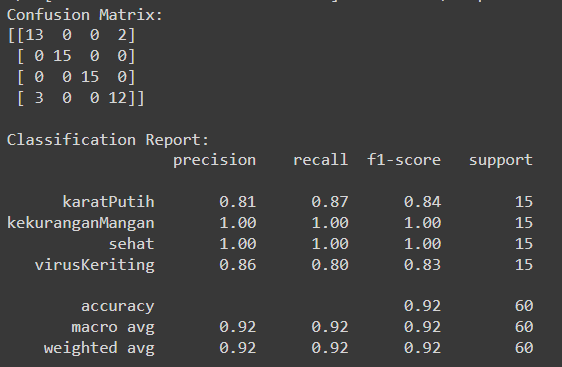 Confusion Matrix:
[[13  0  0  2]
 [ 0 15  0  0]
 [ 0  0 15  0]
 [ 3  0  0 12]]
Classification Report:
                 precision    recall  f1-score   support
      karatPutih       0.81      0.87      0.84        15
kekuranganMangan       1.00      1.00      1.00        15
           sehat       1.00      1.00      1.00        15
   virusKeriting       0.86      0.80      0.83        15
        accuracy                           0.92        60
       macro avg       0.92      0.92      0.92        60
    weighted avg       0.92      0.92      0.92        60